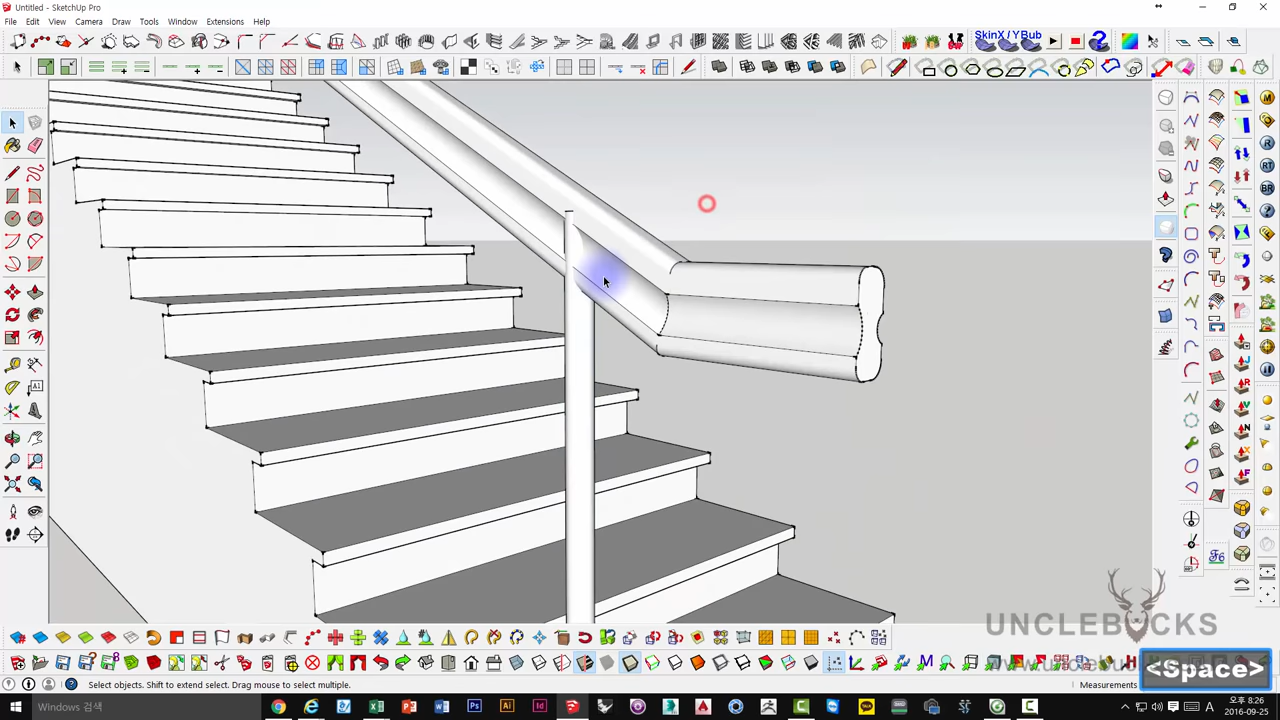 Untitled - SketchUp Pro
File Edit View Camera Draw Tools Window Extensions Help
SkinX / YBub
UNCLEBUCKS
<Space>
Select objects. Shift to extend select. Drag mouse to select multiple.
Measurements
Windows 검색
오후 8:26
2016-09-25